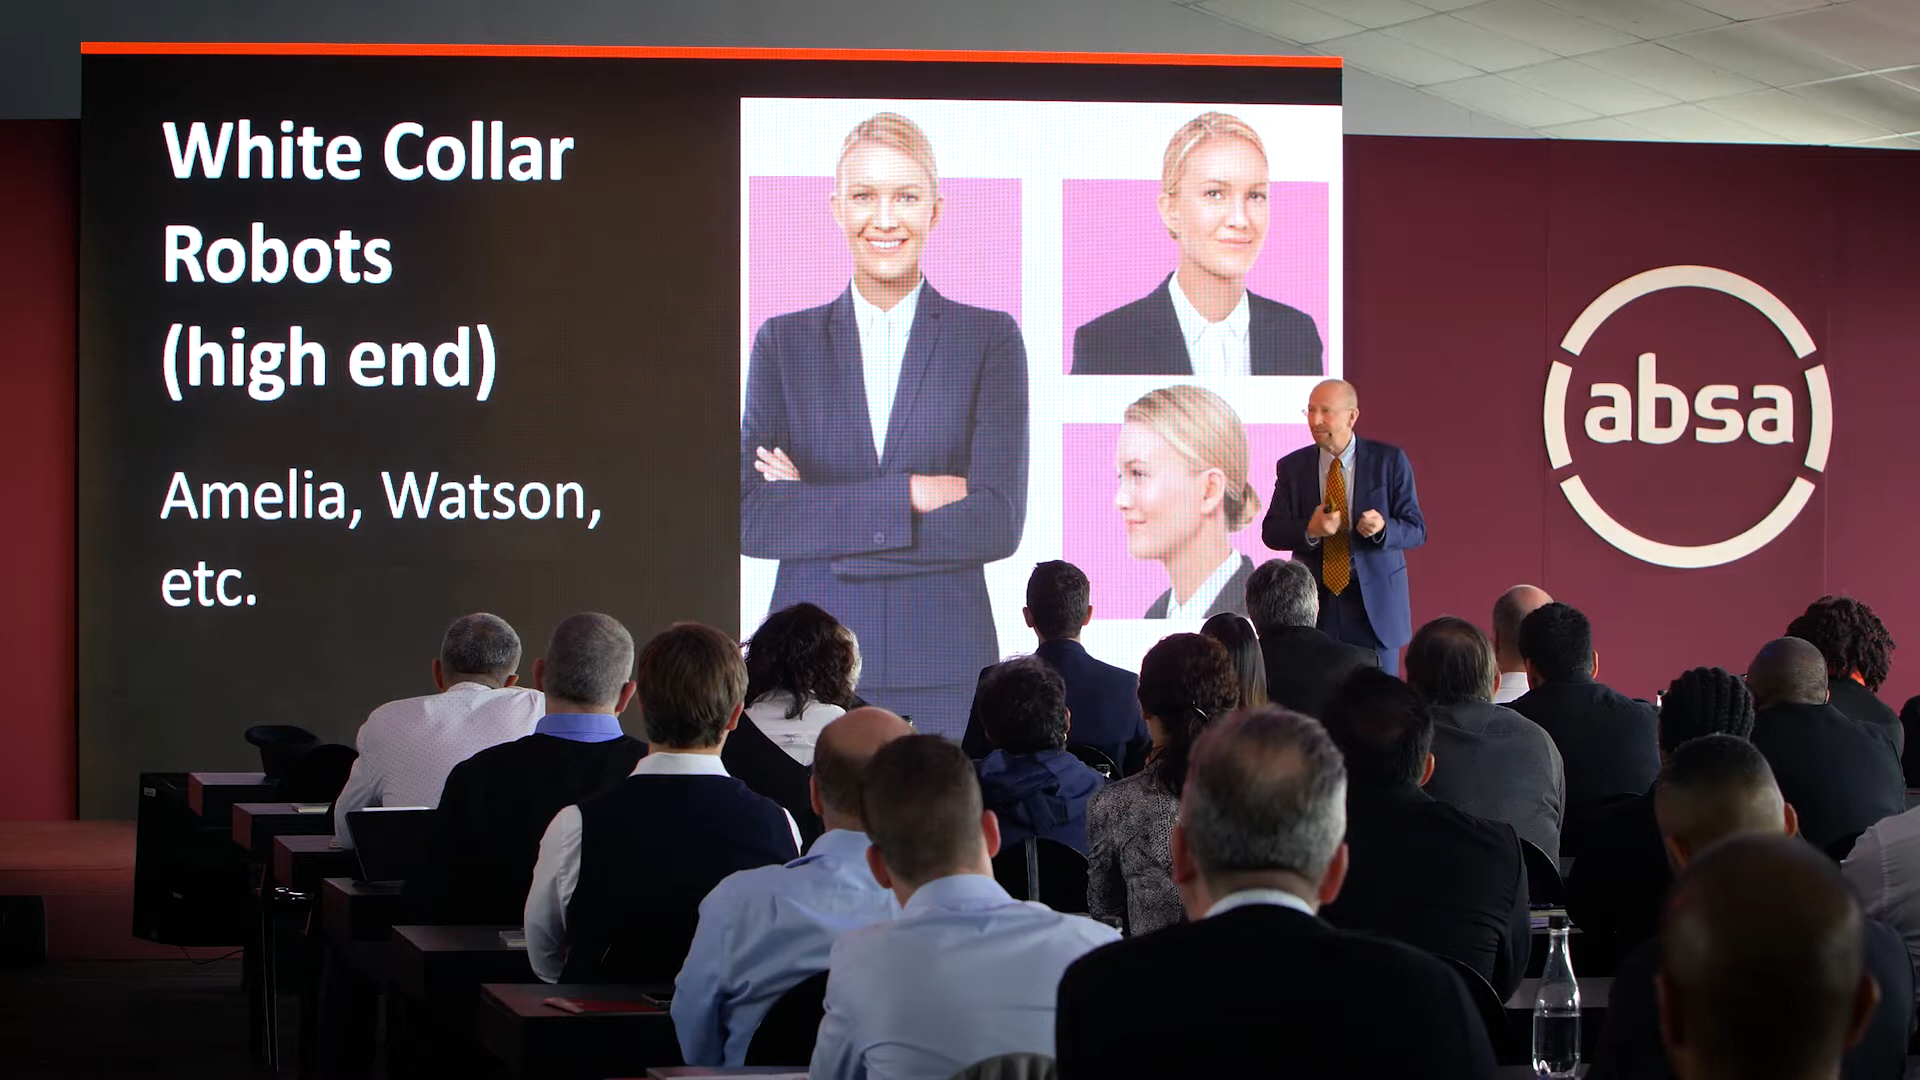 White Collar
Robots
(high end)
Amelia, Watson,
etc.
absa